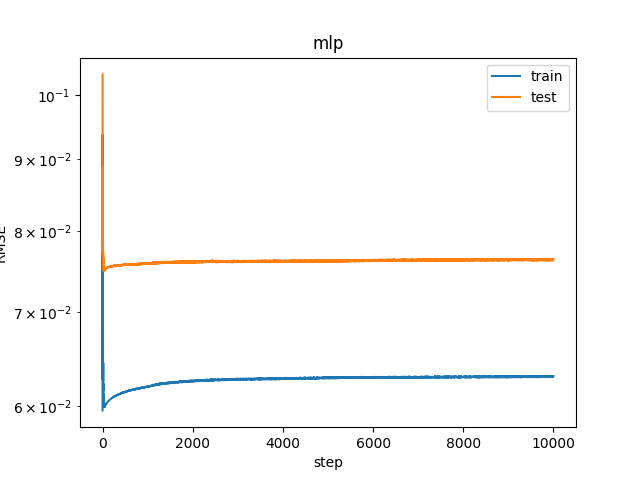 mlp
10⁻¹
9 × 10⁻²
8 × 10⁻²
7 × 10⁻²
6 × 10⁻²
RMSE
train
test
0 2000 4000 6000 8000 10000
step